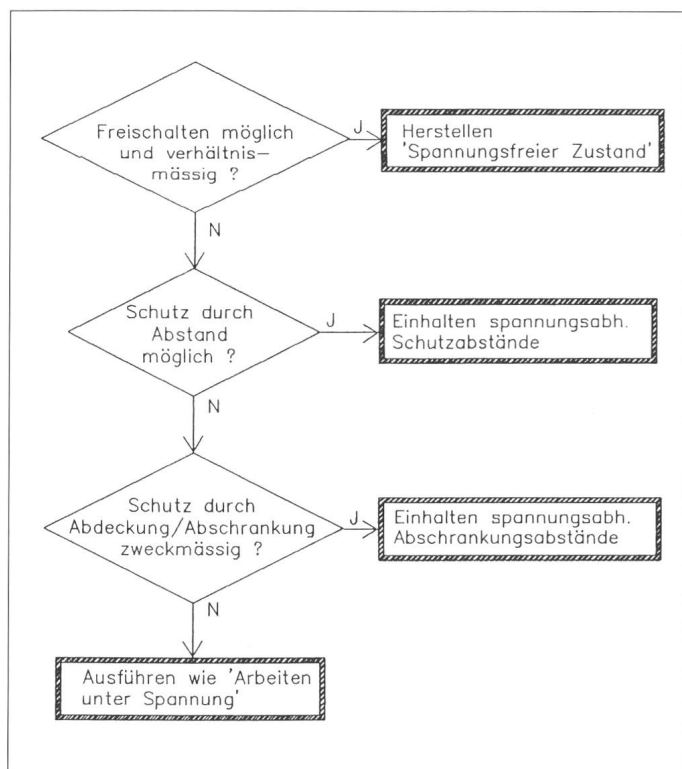 Freischalten möglich
und verhältnis-
mässig ?
J
Herstellen
'Spannungsfreier Zustand'
N
Schutz durch
Abstand
möglich ?
J
Einhalten spannungsabh.
Schutzabstände
N
Schutz durch
Abdeckung/Abschrankung
zweckmässig ?
J
Einhalten spannungsabh.
Abschrankungsabstände
N
Ausführen wie 'Arbeiten
unter Spannung'